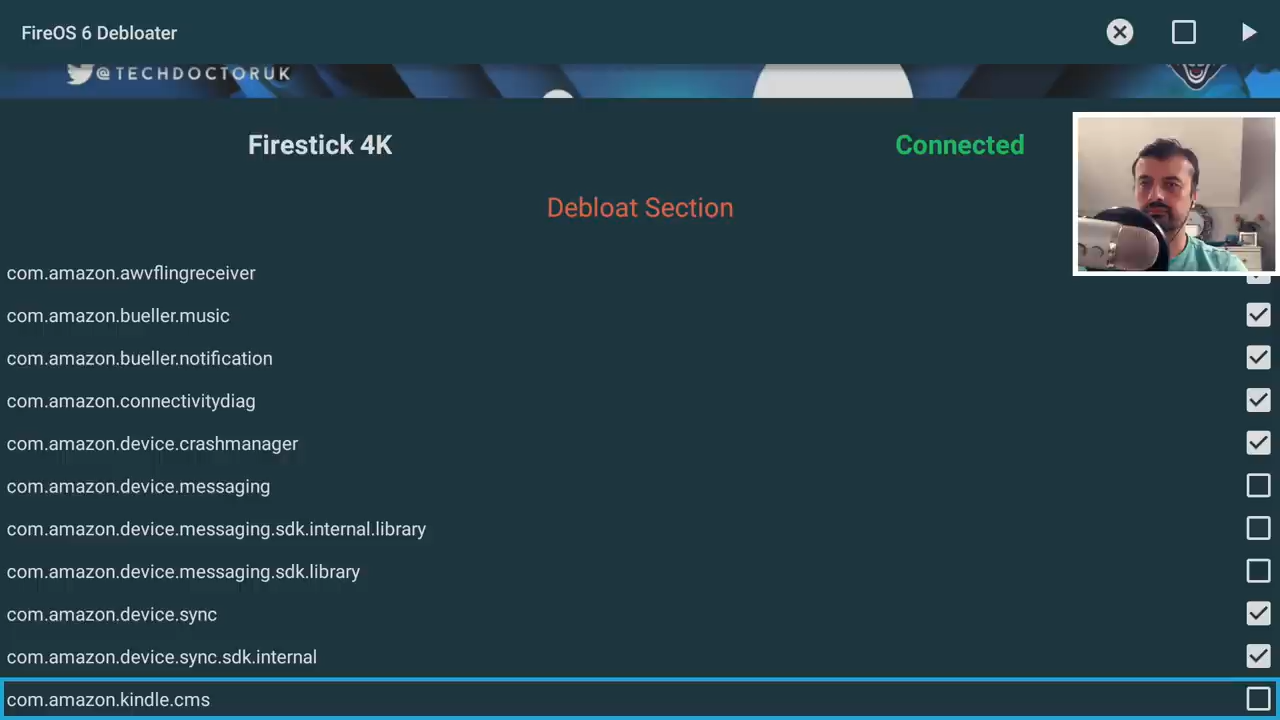 FireOS 6 Debloater
@TECHDOCTORUK
Firestick 4K
Connected
Debloat Section
com.amazon.awvflingreceiver
com.amazon.bueller.music
com.amazon.bueller.notification
com.amazon.connectivitydiag
com.amazon.device.crashmanager
com.amazon.device.messaging
com.amazon.device.messaging.sdk.internal.library
com.amazon.device.messaging.sdk.library
com.amazon.device.sync
com.amazon.device.sync.sdk.internal
com.amazon.kindle.cms